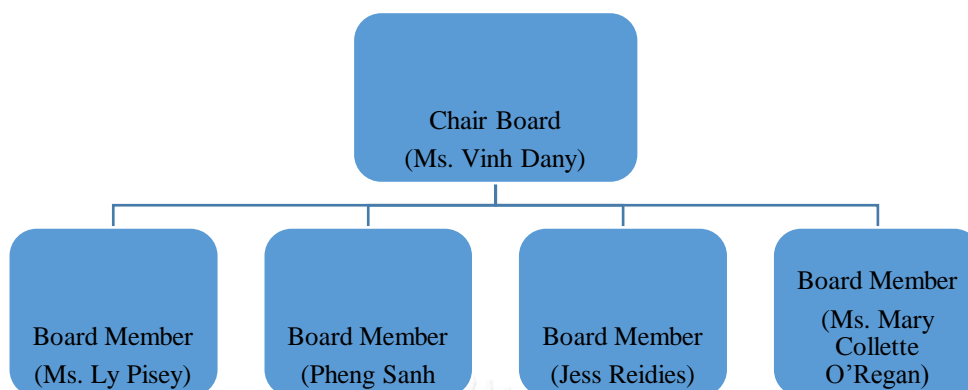 Chair Board
(Ms. Vinh Dany)
Board Member
(Ms. Ly Pisey)
Board Member
(Pheng Sanh
Board Member
(Jess Reidies)
Board Member
(Ms. Mary
Collette
O’Regan)